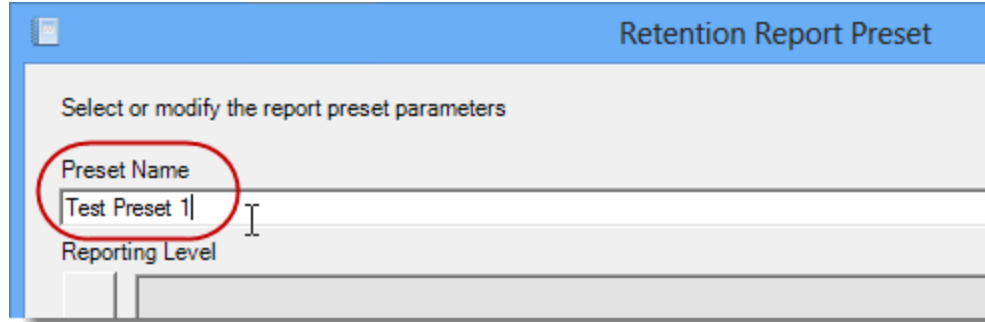 Retention Report Preset
Select or modify the report preset parameters
Preset Name
Test Preset 1
Reporting Level